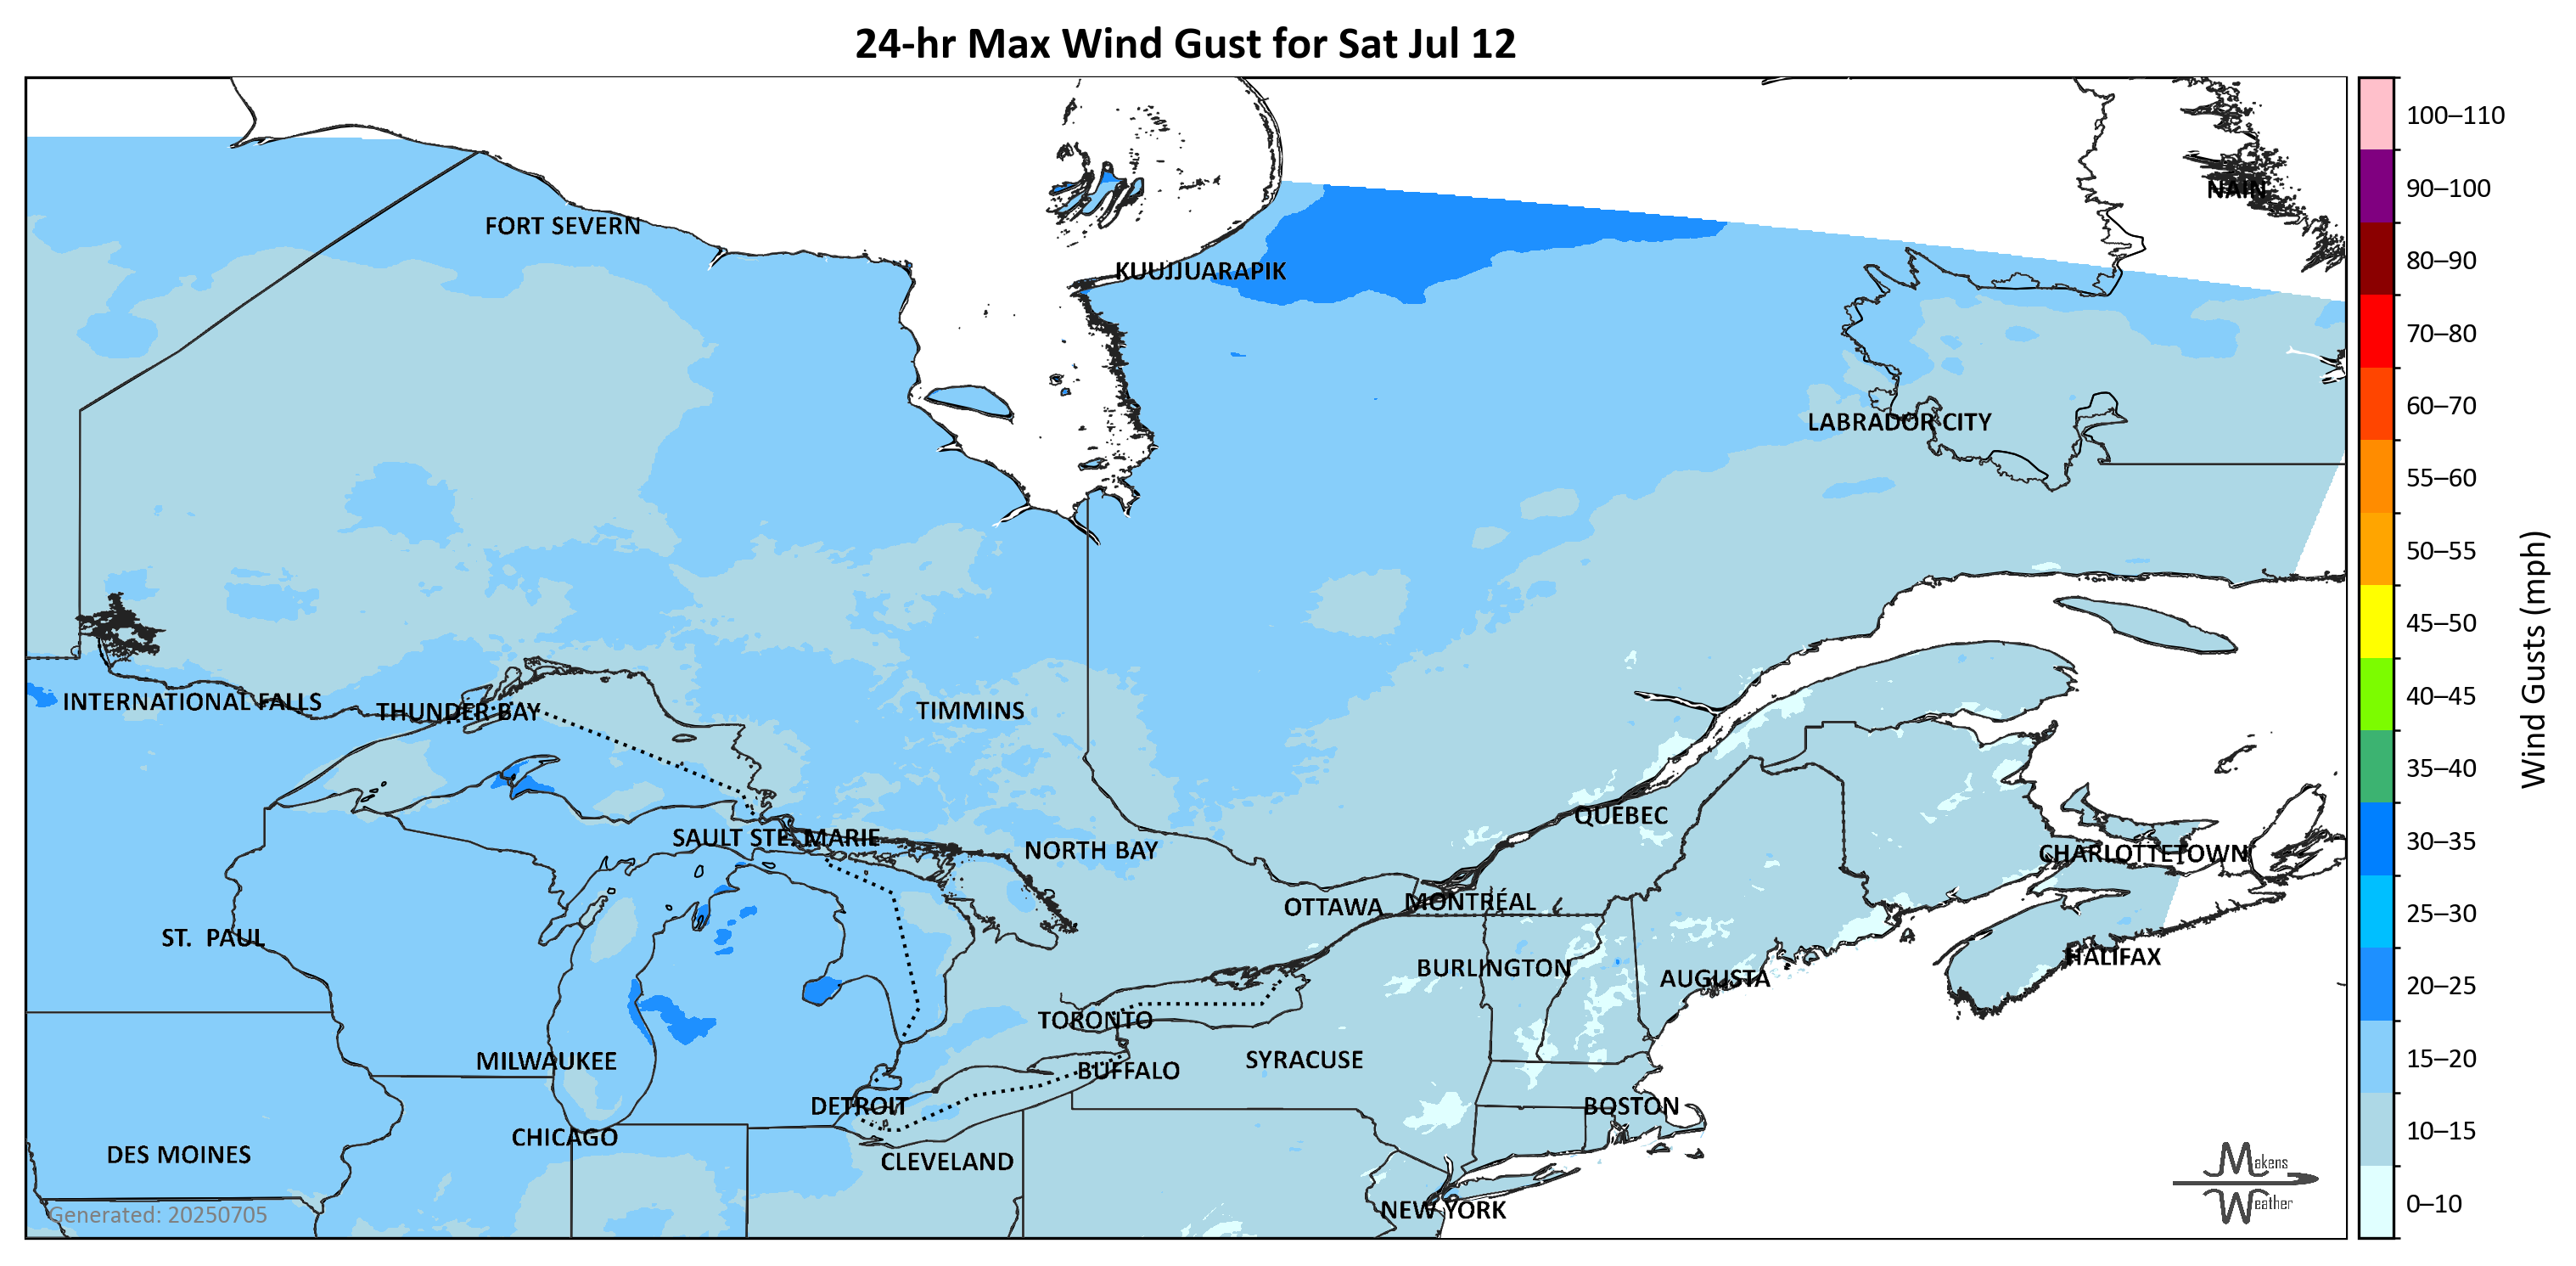 24-hr Max Wind Gust for Sat Jul 12
100–110
90–100
NAIN
FORT SEVERN
80–90
KUUJJUARAPIK
70–80
60–70
LABRADOR CITY
55–60
50–55
45–50
Wind Gusts (mph)
INTERNATIONAL FALLS
THUNDER BAY
TIMMINS
40–45
35–40
QUÉBEC
SAULT STE. MARIE
NORTH BAY
CHARLOTTETOWN
30–35
OTTAWA
MONTRÉAL
25–30
ST. PAUL
BURLINGTON
AUGUSTA
HALIFAX
20–25
TORONTO
MILWAUKEE
BUFFALO
SYRACUSE
15–20
DETROIT
BOSTON
CHICAGO
10–15
DES MOINES
CLEVELAND
Makens
Weather
NEW YORK
0–10
Generated: 20250705